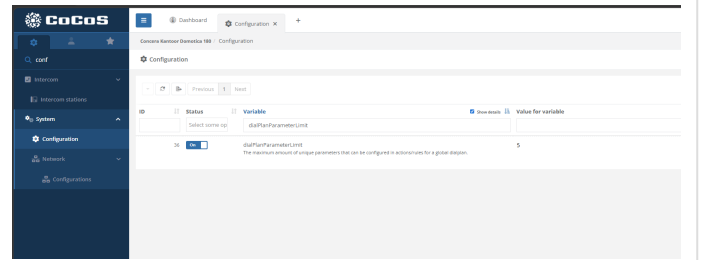 CoCoS
Dashboard
Configuration ×
+
Concera Kantoor Domotica 188 / Configuration
conf
Configuration
Intercom
Intercom stations
System
Configuration
Network
Configurations
Previous 1 Next
ID Status Variable Show details Value for variable
Select some op dialPlanParameterLimit
36 On dialPlanParameterLimit 5
The maximum amount of unique parameters that can be configured in actions/rules for a global dialplan.